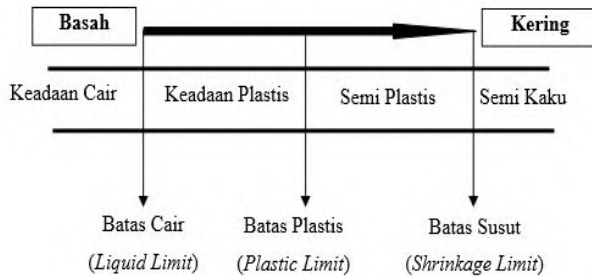 Basah
Kering
Keadaan Cair
Keadaan Plastis
Semi Plastis
Semi Kaku
Batas Cair
(Liquid Limit)
Batas Plastis
(Plastic Limit)
Batas Susut
(Shrinkage Limit)